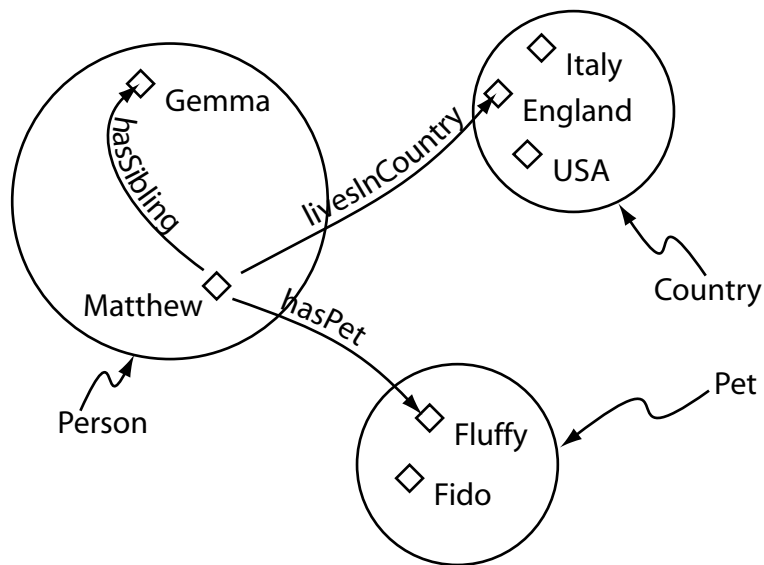 Italy
Gemma
England
hasSibling
livesInCountry
USA
Matthew
hasPet
Country
Person
Pet
Fluffy
Fido